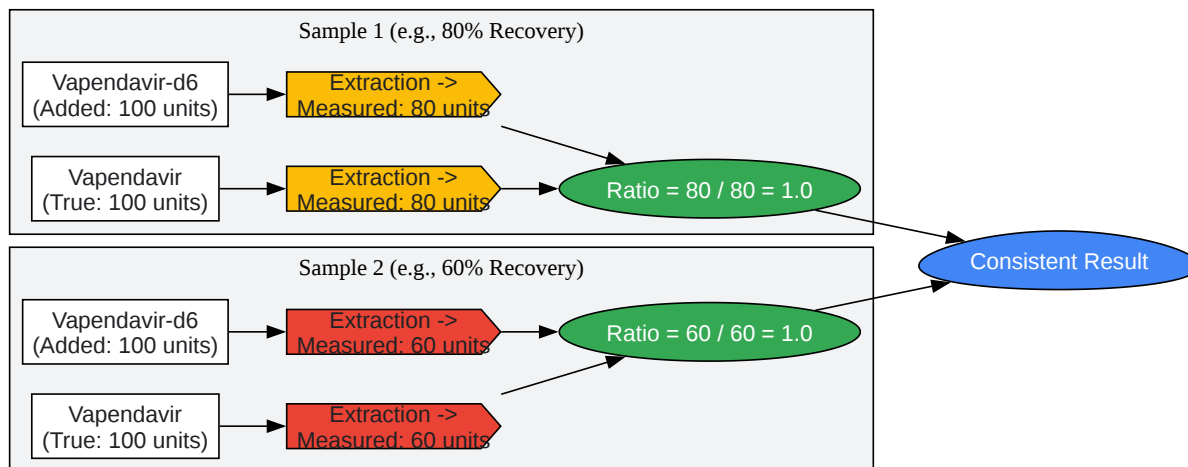 Sample 1 (e.g., 80% Recovery)
Vapendavir-d6
(Added: 100 units)
Extraction ->
Measured: 80 units
Vapendavir
(True: 100 units)
Extraction ->
Measured: 80 units
Ratio = 80 / 80 = 1.0
Sample 2 (e.g., 60% Recovery)
Vapendavir-d6
(Added: 100 units)
Extraction ->
Measured: 60 units
Ratio = 60 / 60 = 1.0
Vapendavir
(True: 100 units)
Extraction ->
Measured: 60 units
Consistent Result